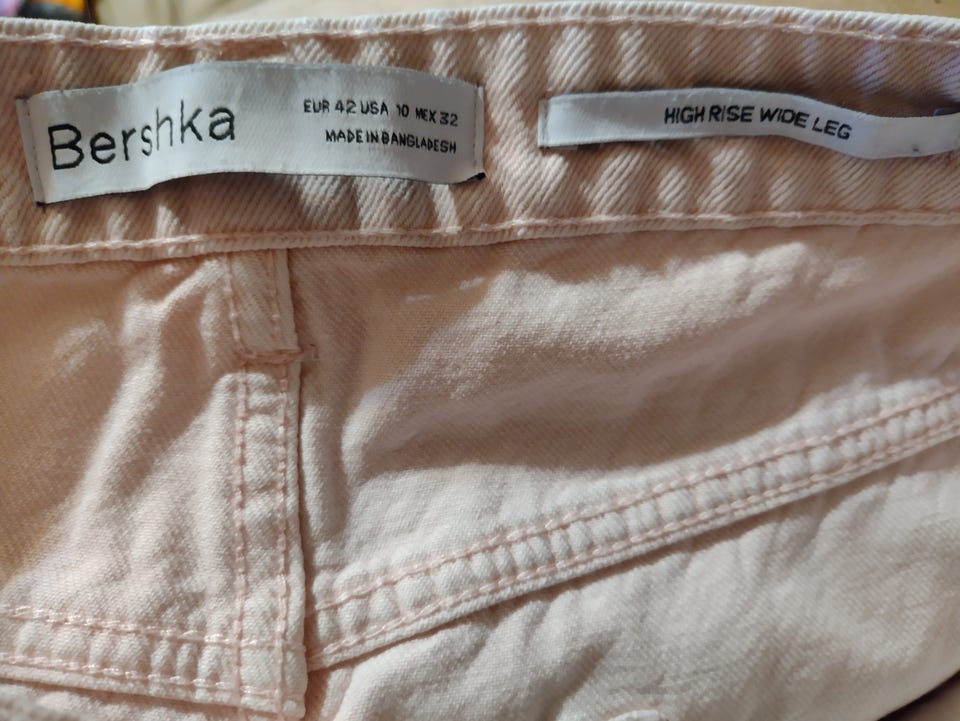 Bershka
EUR 42 USA 10 MEX 32
MADE IN BANGLADESH
HIGH RISE WIDE LEG